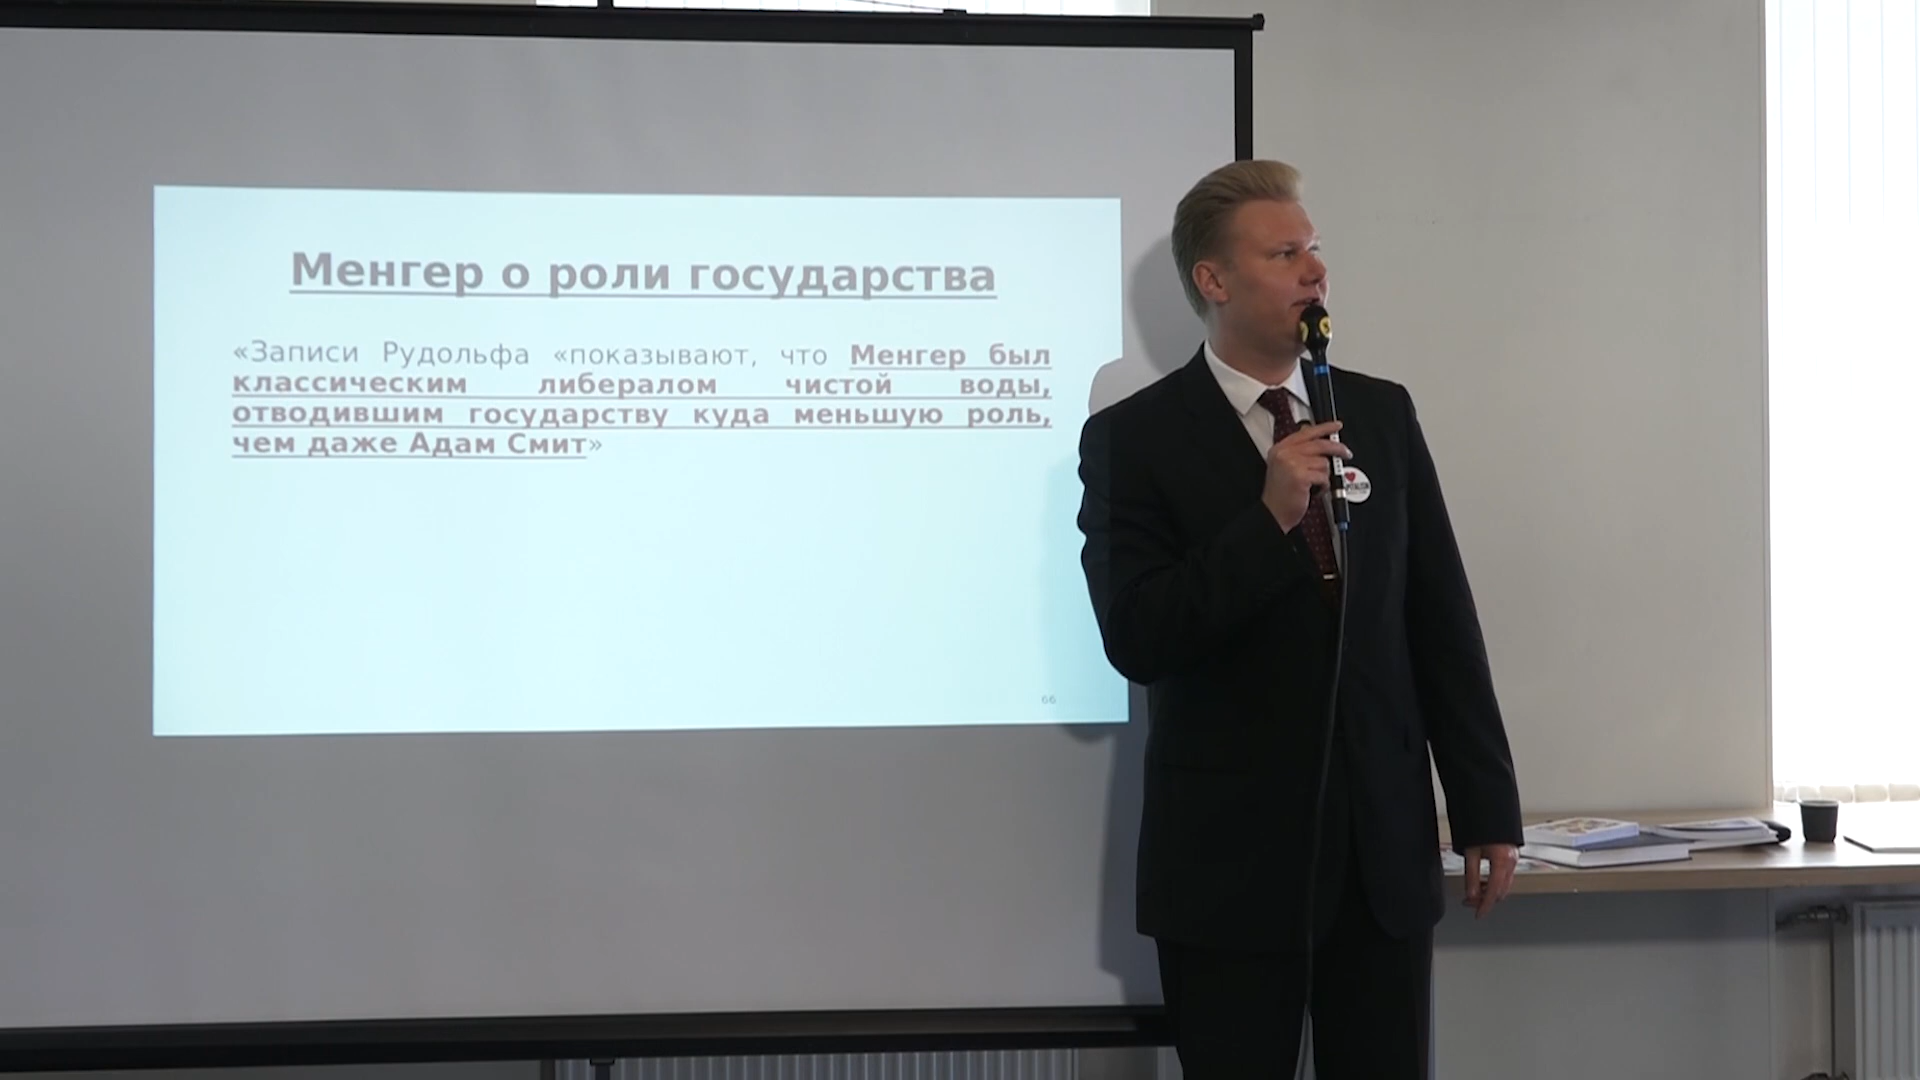 Менгер о роли государства
«Записи Рудольфа «показывают, что Менгер был
классическим либералом чистой воды,
отводившим государству куда меньшую роль,
чем даже Адам Смит»
66